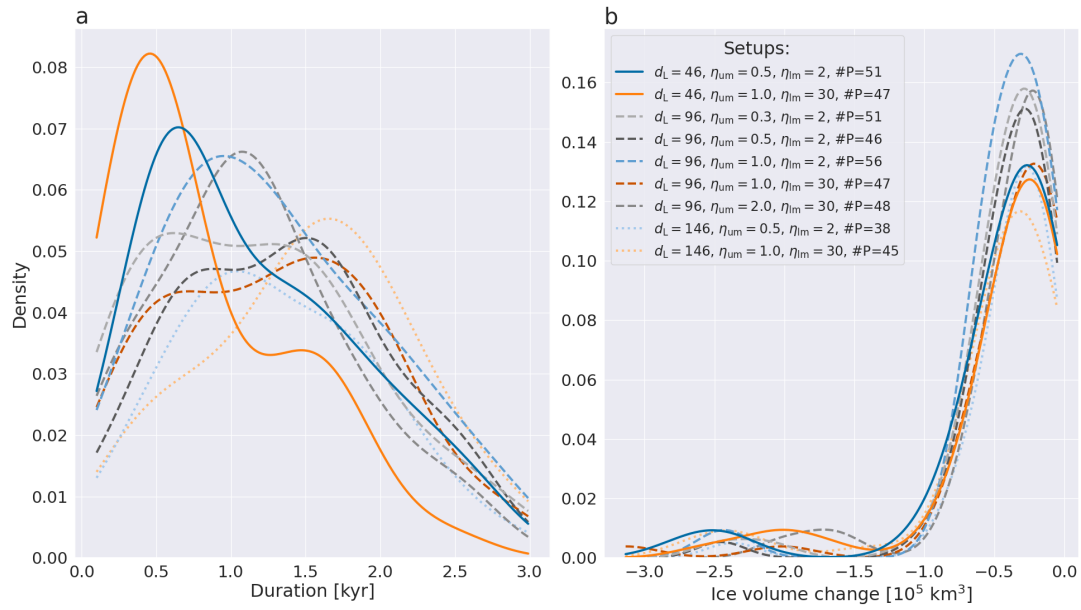 a
Density
0.08
0.07
0.06
0.05
0.04
0.03
0.02
0.01
0.00
0.0 0.5 1.0 1.5 2.0 2.5 3.0
Duration [kyr]
b
Setups:
d_L = 46, η_um = 0.5, η_lm = 2, #P=51
d_L = 46, η_um = 1.0, η_lm = 30, #P=47
d_L = 96, η_um = 0.3, η_lm = 2, #P=51
d_L = 96, η_um = 0.5, η_lm = 2, #P=46
d_L = 96, η_um = 1.0, η_lm = 2, #P=56
d_L = 96, η_um = 1.0, η_lm = 30, #P=47
d_L = 96, η_um = 2.0, η_lm = 30, #P=48
d_L = 146, η_um = 0.5, η_lm = 2, #P=38
d_L = 146, η_um = 1.0, η_lm = 30, #P=45
0.16
0.14
0.12
0.10
0.08
0.06
0.04
0.02
0.00
−3.0 −2.5 −2.0 −1.5 −1.0 −0.5 0.0
Ice volume change [10⁵ km³]